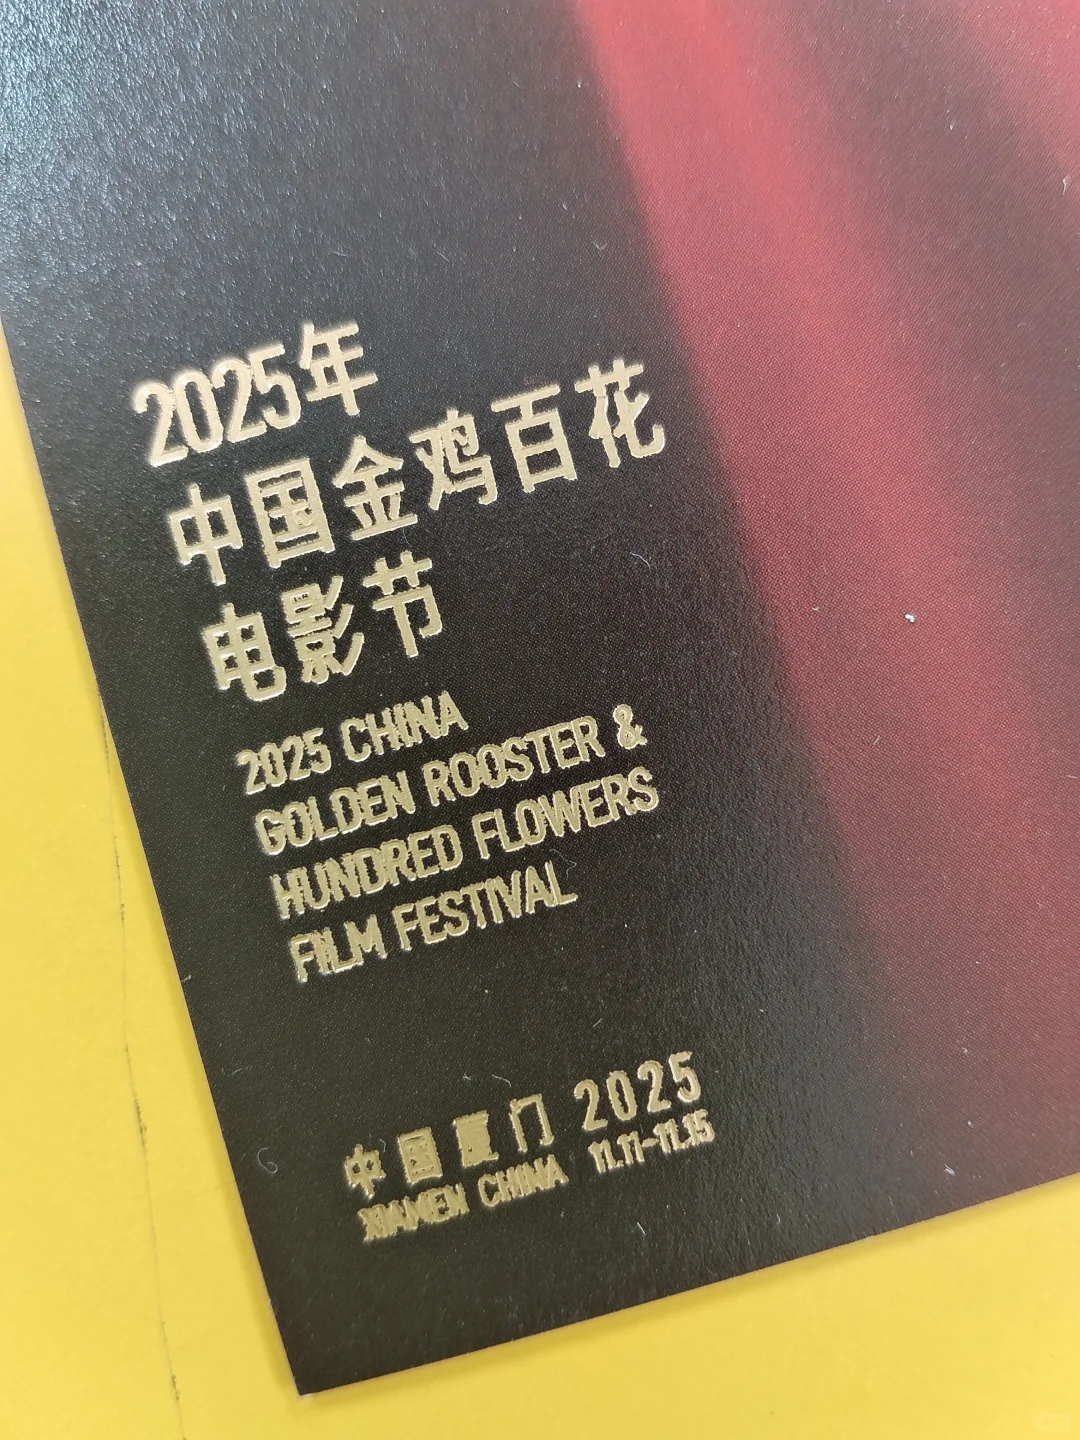 2025年
中国金鸡百花
电影节
2025 CHINA
GOLDEN ROOSTER &
HUNDRED FLOWERS
FILM FESTIVAL
中国厦门 2025
XIAMEN CHINA 11.11-11.15